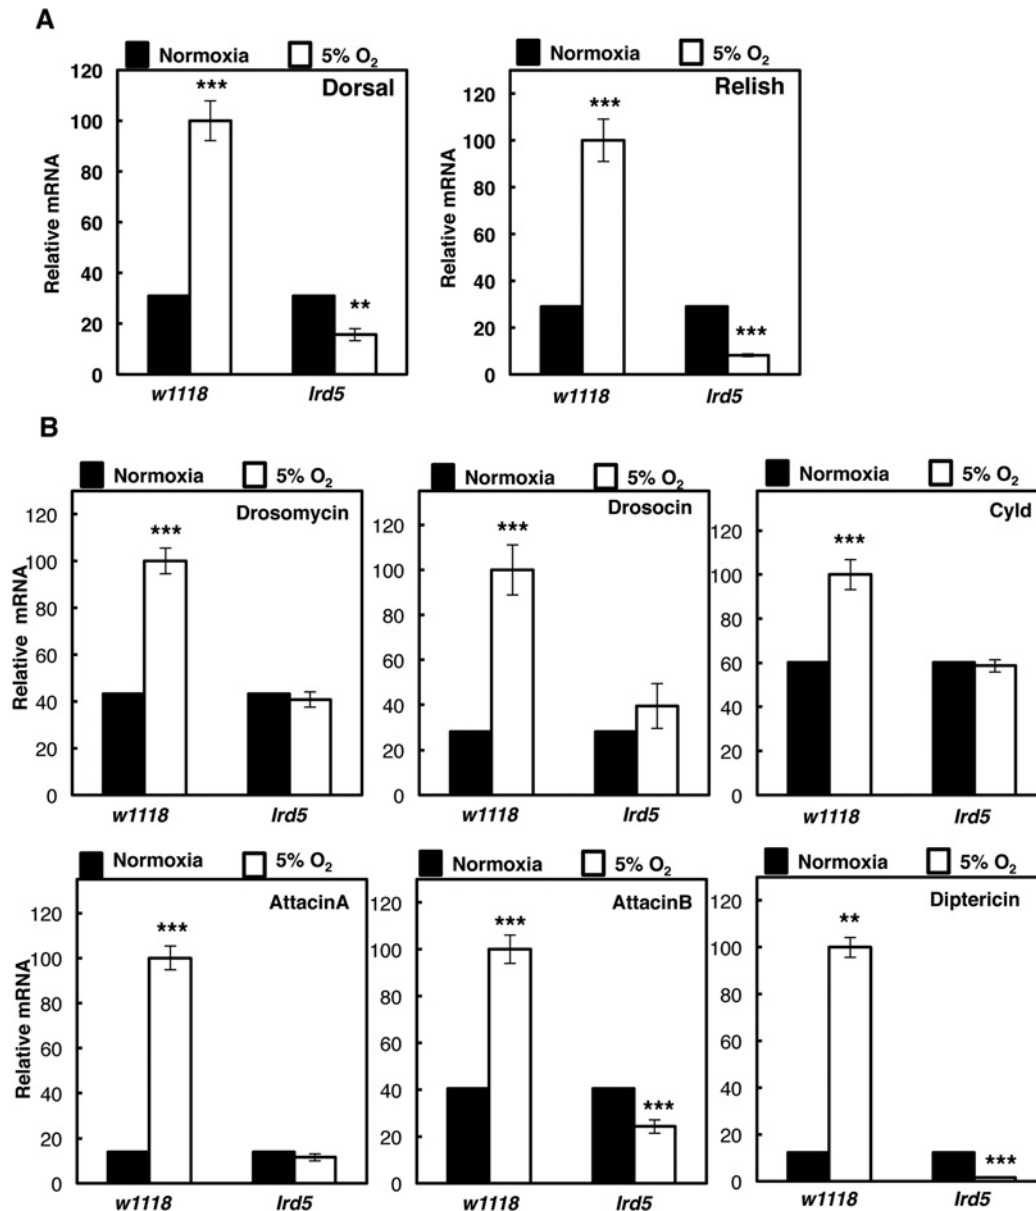 A
Normoxia 5% O₂
Dorsal
Relative mRNA
120
100
80
60
40
20
0
***
**
w1118 Ird5
Normoxia 5% O₂
Relish
Relative mRNA
120
100
80
60
40
20
0
***
***
w1118 Ird5
B
Normoxia 5% O₂
Drosomycin
Relative mRNA
120
100
80
60
40
20
0
***
w1118 Ird5
Normoxia 5% O₂
Drosocin
120
100
80
60
40
20
0
***
w1118 Ird5
Normoxia 5% O₂
Cyld
120
100
80
60
40
20
0
***
w1118 Ird5
Normoxia 5% O₂
AttacinA
Relative mRNA
120
100
80
60
40
20
0
***
w1118 Ird5
Normoxia 5% O₂
AttacinB
120
100
80
60
40
20
0
***
***
w1118 Ird5
Normoxia 5% O₂
Diptericin
120
100
80
60
40
20
0
**
***
w1118 Ird5